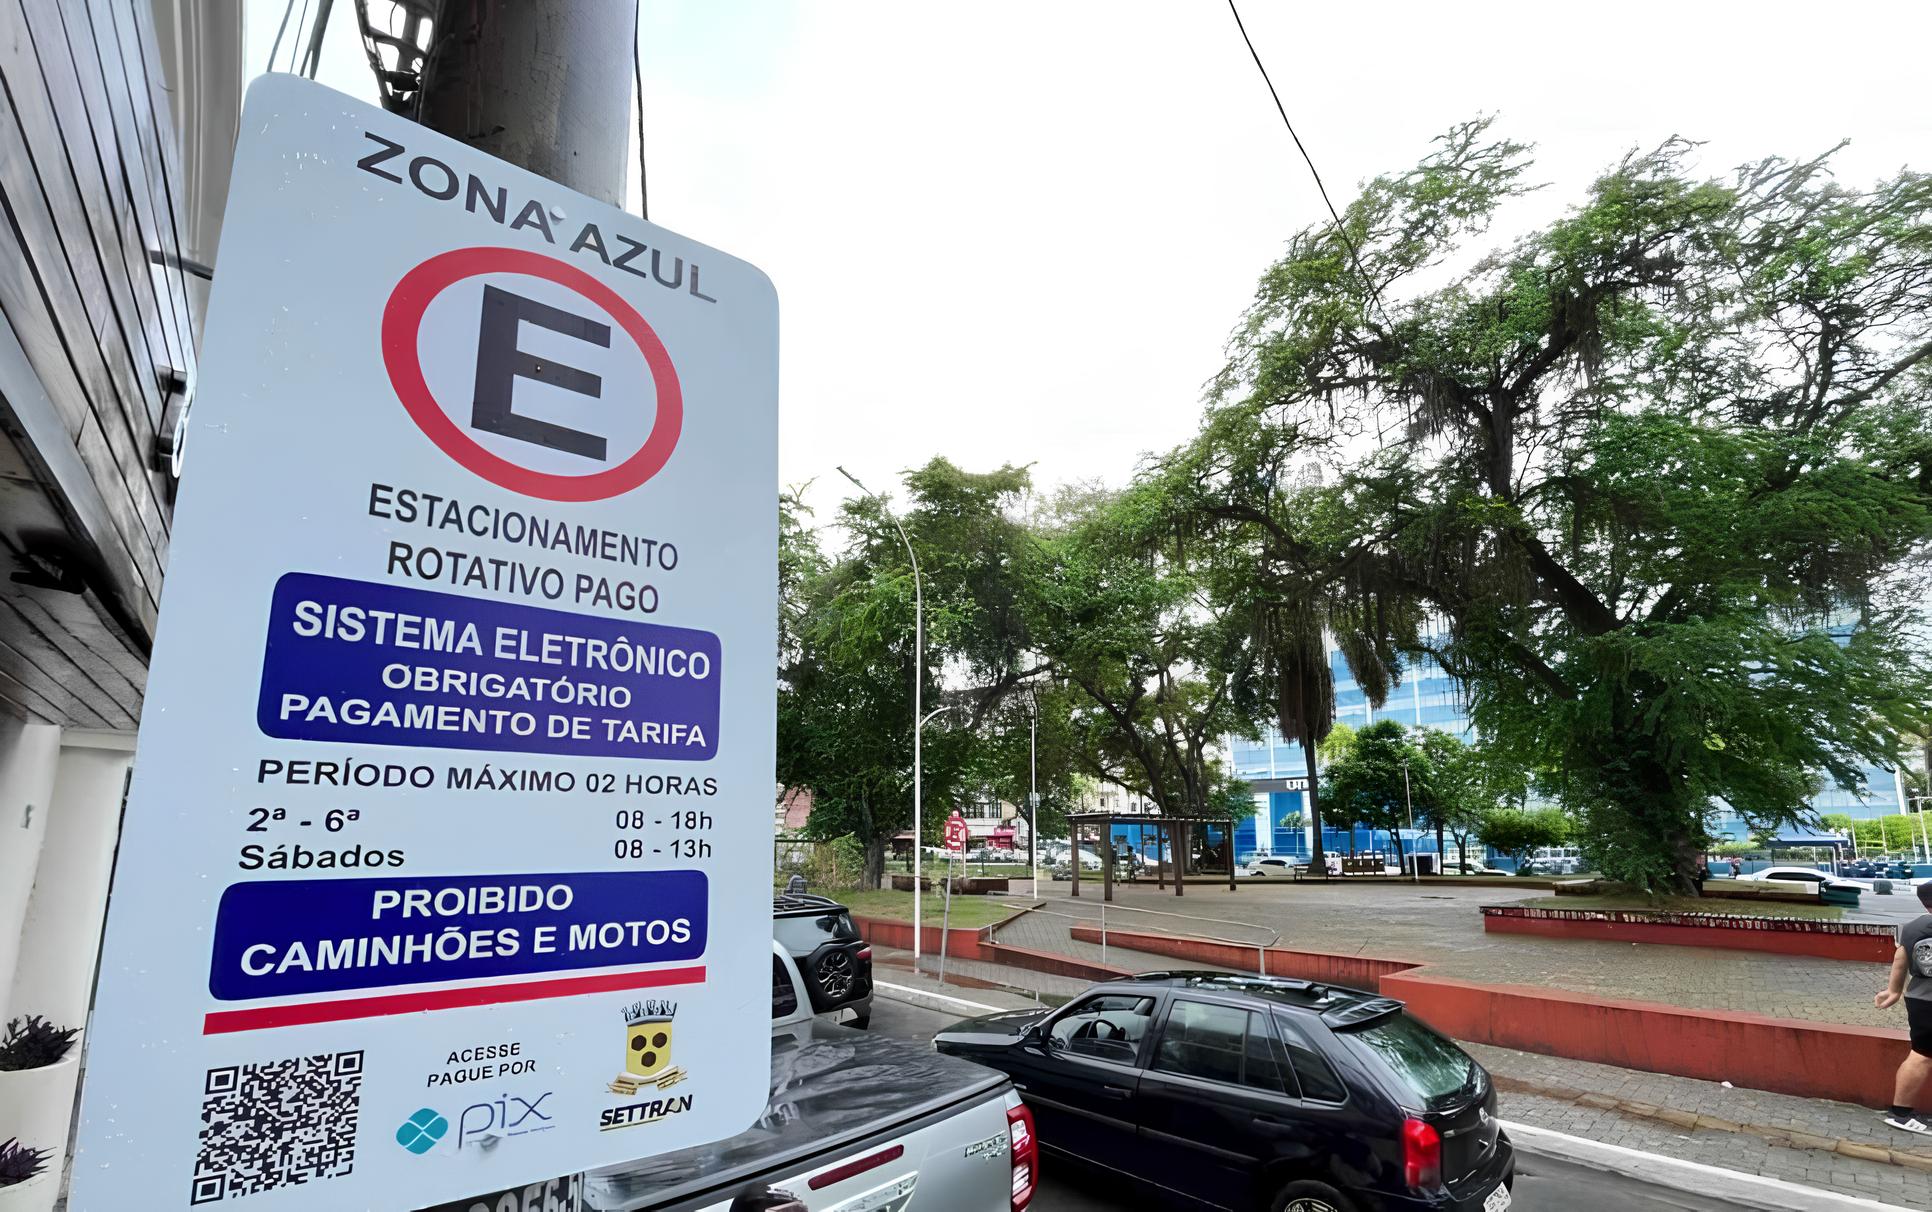 ZONA AZUL
E
ESTACIONAMENTO
ROTATIVO PAGO
SISTEMA ELETRÔNICO
OBRIGATÓRIO
PAGAMENTO DE TARIFA
PERÍODO MÁXIMO 02 HORAS
2ª - 6ª 08 - 18h
Sábados 08 - 13h
PROIBIDO
CAMINHÕES E MOTOS
ACESSE
PAGUE POR
pix
SETTRAN